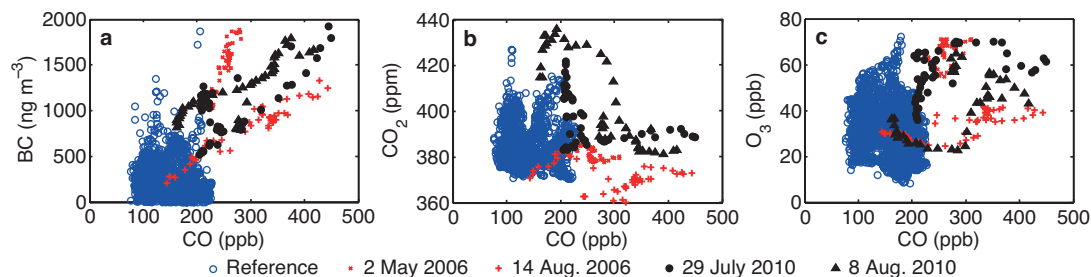 a
BC (ng m⁻³)
2000
1500
1000
500
0
0 100 200 300 400 500
CO (ppb)
b
CO₂ (ppm)
440
420
400
380
360
0 100 200 300 400 500
CO (ppb)
c
O₃ (ppb)
80
60
40
20
0
0 100 200 300 400 500
CO (ppb)
Reference 2 May 2006 14 Aug. 2006 29 July 2010 8 Aug 2010